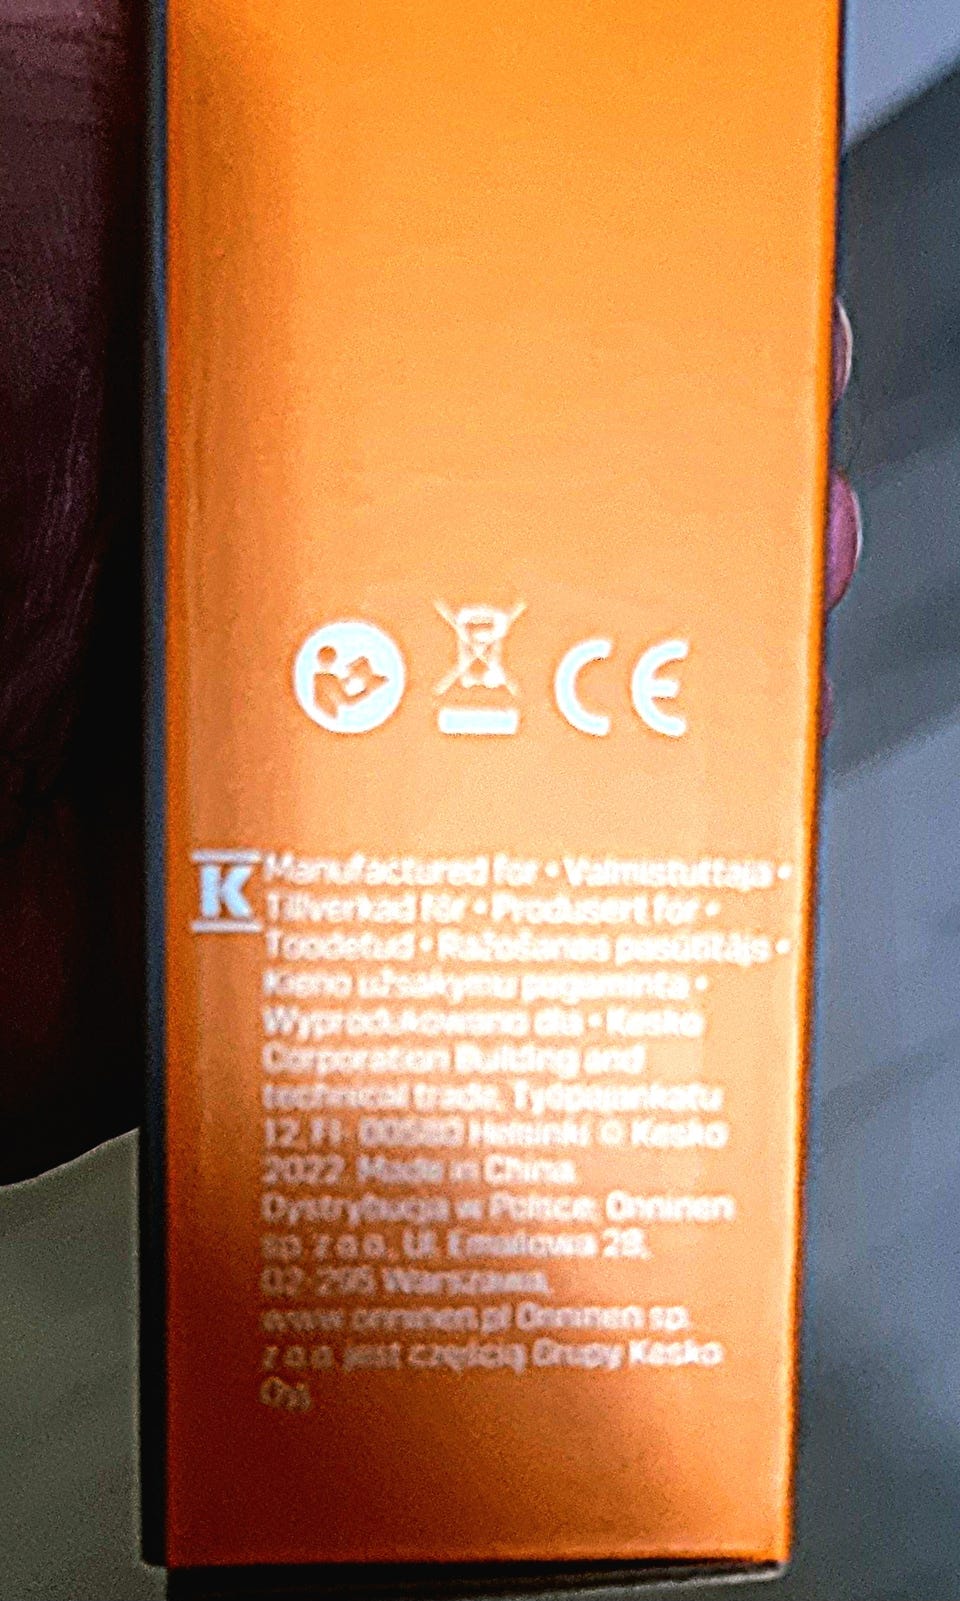 CE
K
Manufactured for • Valmistuttaja •
Tillverkad för • Produsert for •
Toodetud • Ražošanas pasūtītājs •
Kieno užsakymu pagaminta •
Wyprodukowano dla • Kesko
Corporation Building and
technical trade, Työpajankatu
12, FI- 00580 Helsinki © Kesko
2022. Made in China.
Dystrybucja w Polsce: Onninen
sp. z o.o., Ul. Emaliowa 28,
02-295 Warszawa,
www.onninen.pl Onninen sp.
z o.o. jest częścią Grupy Kesko
Oyj